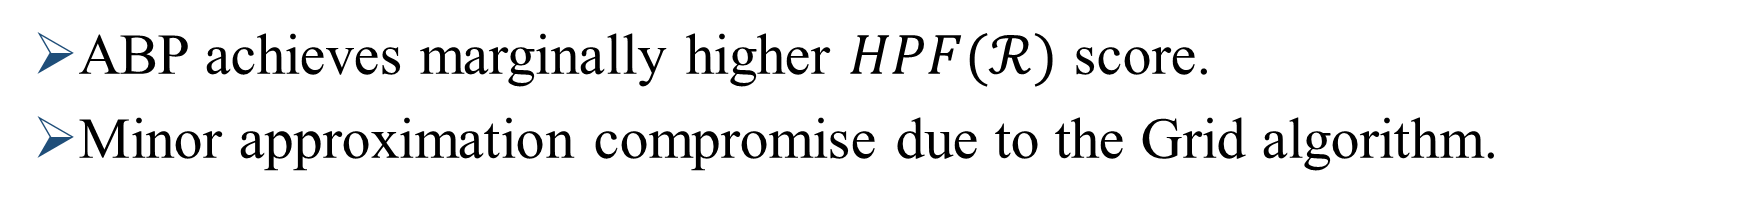 ➢ABP achieves marginally higher 𝐻𝑃𝐹(ℛ) score.
➢Minor approximation compromise due to the Grid algorithm.